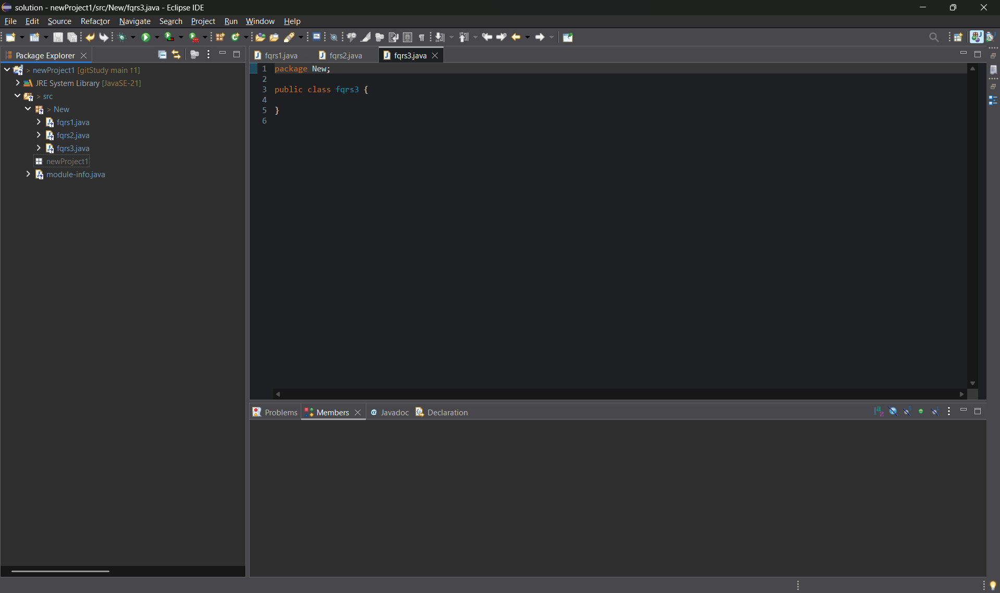 solution - newProject1/src/New/fqrs3.java - Eclipse IDE
File Edit Source Refactor Navigate Search Project Run Window Help
Package Explorer
> newProject1 [gitStudy main ↑1]
JRE System Library [JavaSE-21]
> src
> New
fqrs1.java
fqrs2.java
fqrs3.java
newProject1
module-info.java
fqrs1.java fqrs2.java fqrs3.java
1 package New;
2
3 public class fqrs3 {
4
5 }
6
Problems Members Javadoc Declaration